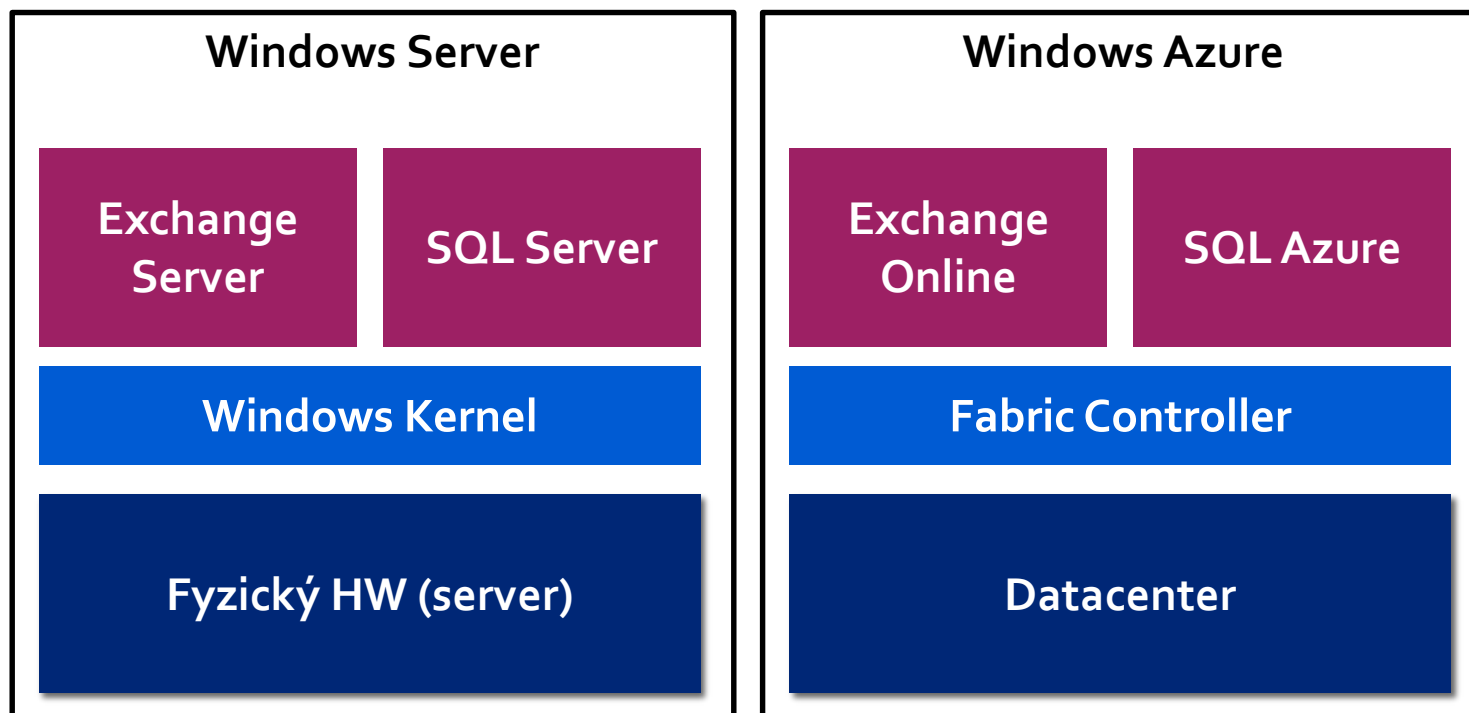 Windows Server
Exchange
Server
SQL Server
Windows Kernel
Fyzický HW (server)
Windows Azure
Exchange
Online
SQL Azure
Fabric Controller
Datacenter